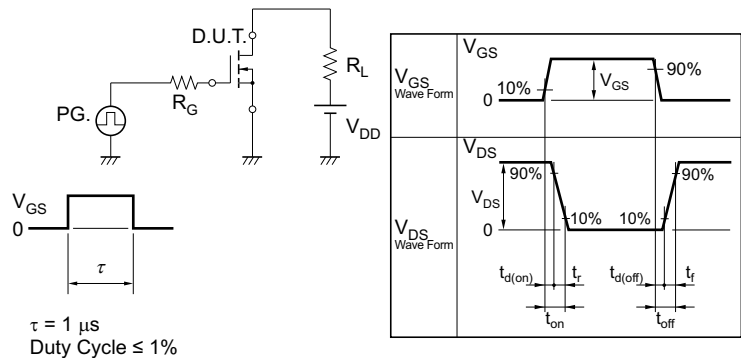 D.U.T.
R_L
R_G
PG.
V_DD
V_GS
0
τ
τ = 1 μs
Duty Cycle ≤ 1%
V_GS
Wave Form
V_GS
10%
V_GS
90%
0
V_DS
Wave Form
V_DS
90%
90%
V_DS
10%
10%
0
t_d(on)
t_r
t_d(off)
t_f
t_on
t_off